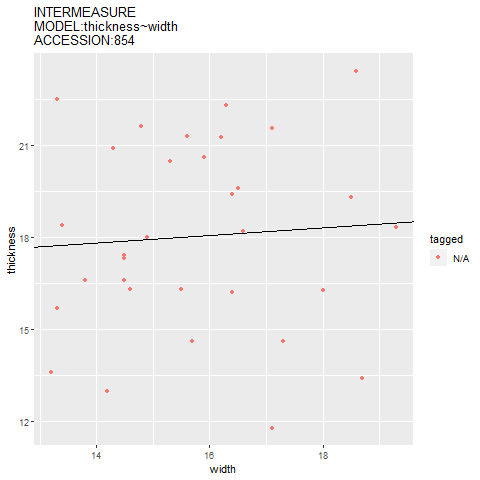 INTERMEASURE
MODEL:thickness~width
ACCESSION:854
21
18
15
12
thickness
14
16
18
width
tagged
N/A